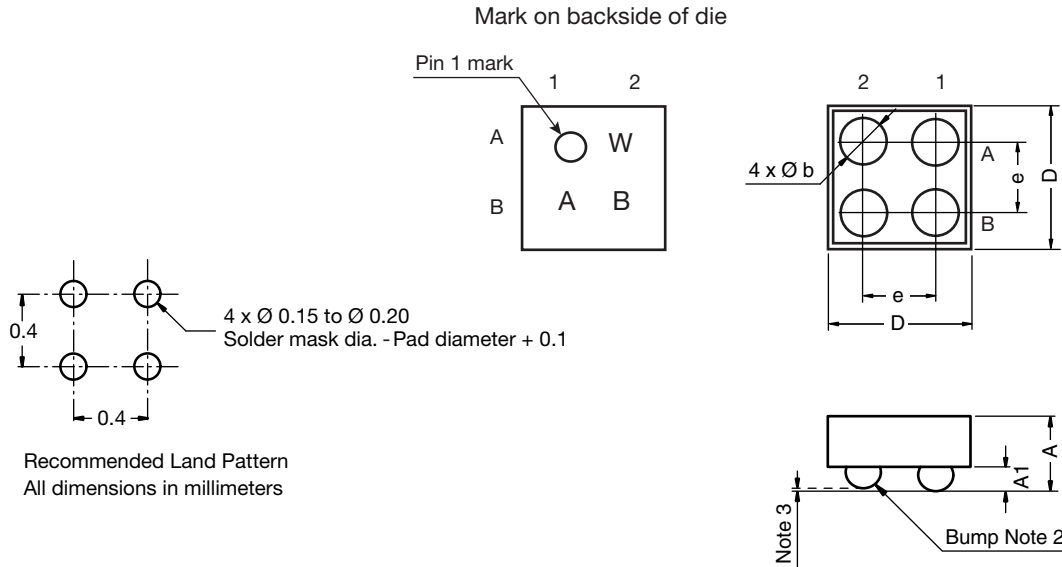 Mark on backside of die
Pin 1 mark
1 2
A W
B A B
2 1
4 x Ø b
A
B
e
D
e
D
0.4
0.4
4 x Ø 0.15 to Ø 0.20
Solder mask dia. - Pad diameter + 0.1
Recommended Land Pattern
All dimensions in millimeters
A
A1
Note 3
Bump Note 2